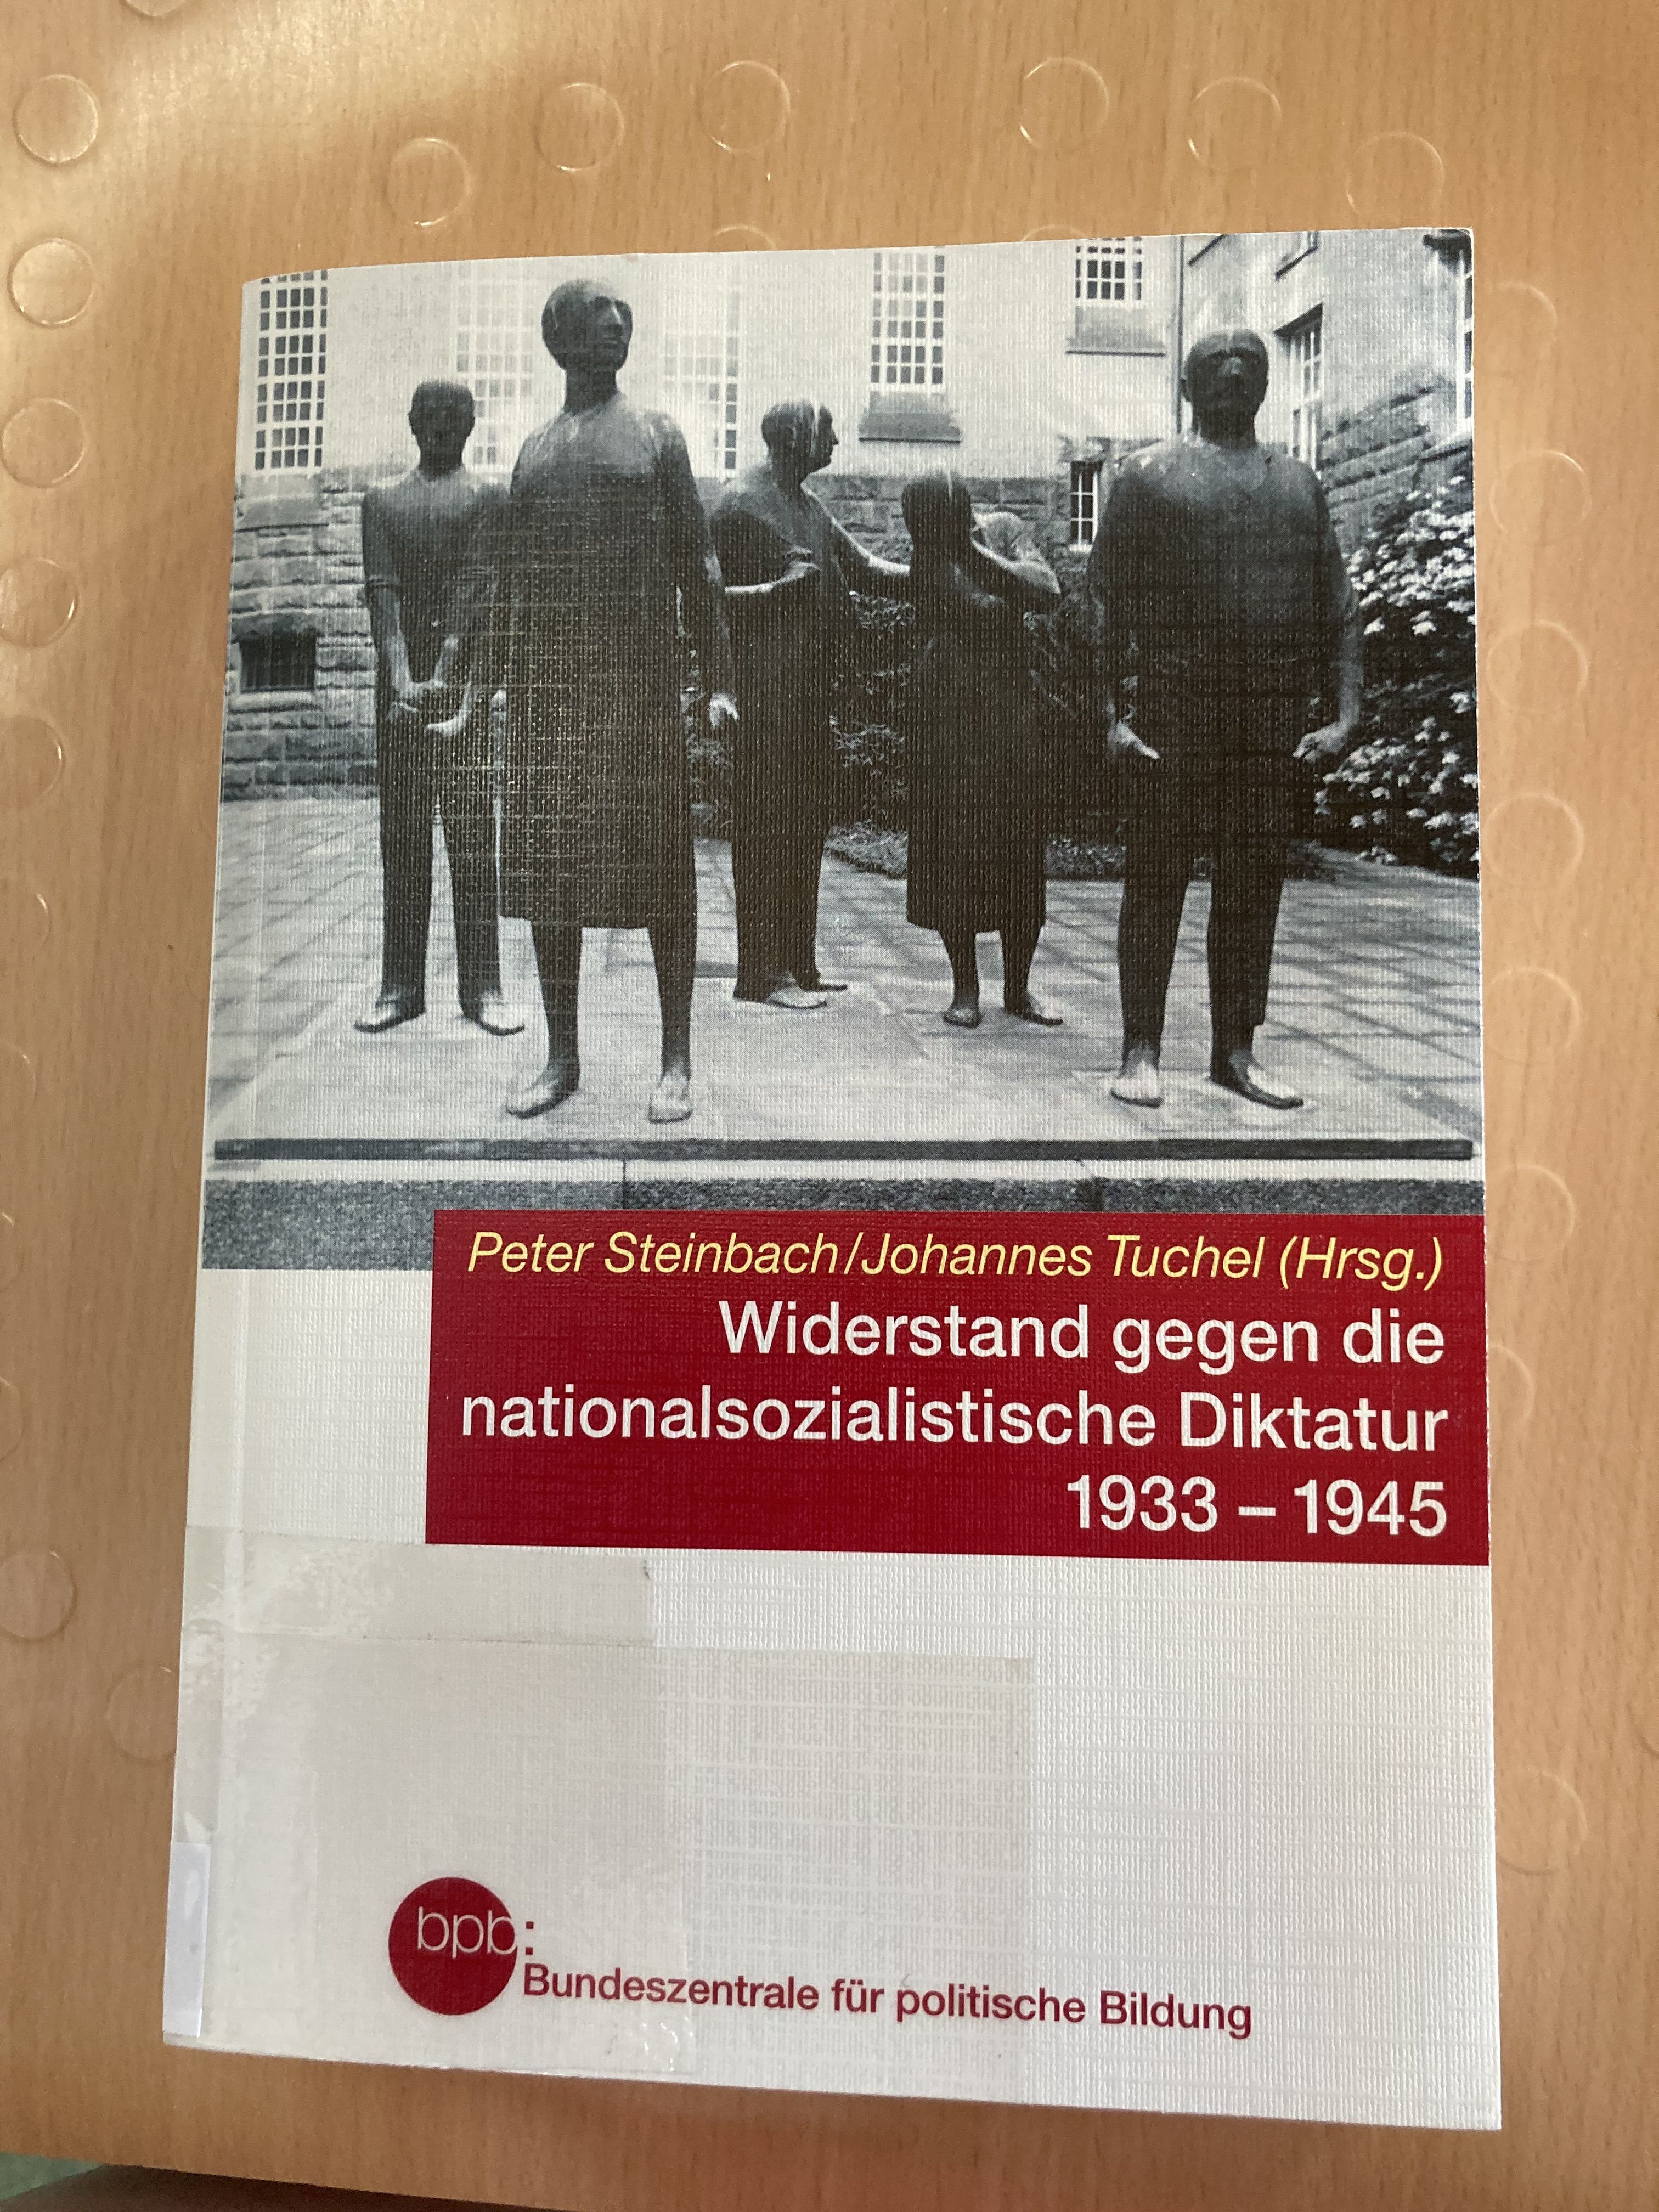 Peter Steinbach/Johannes Tuchel (Hrsg.)
Widerstand gegen die
nationalsozialistische Diktatur
1933 – 1945
bpb:
Bundeszentrale für politische Bildung